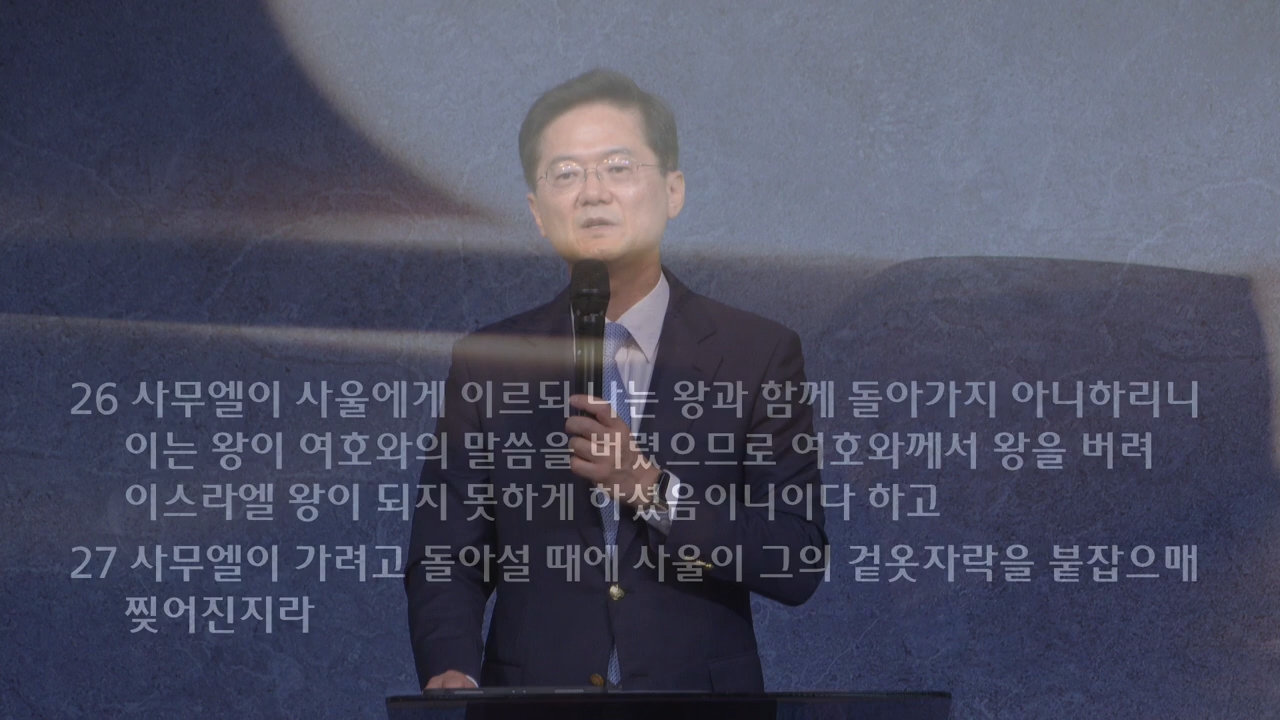 26 사무엘이 사울에게 이르되 나는 왕과 함께 돌아가지 아니하리니
이는 왕이 여호와의 말씀을 버렸으므로 여호와께서 왕을 버려
이스라엘 왕이 되지 못하게 하셨음이니이다 하고
27 사무엘이 가려고 돌아설 때에 사울이 그의 겉옷자락을 붙잡으매
찢어진지라